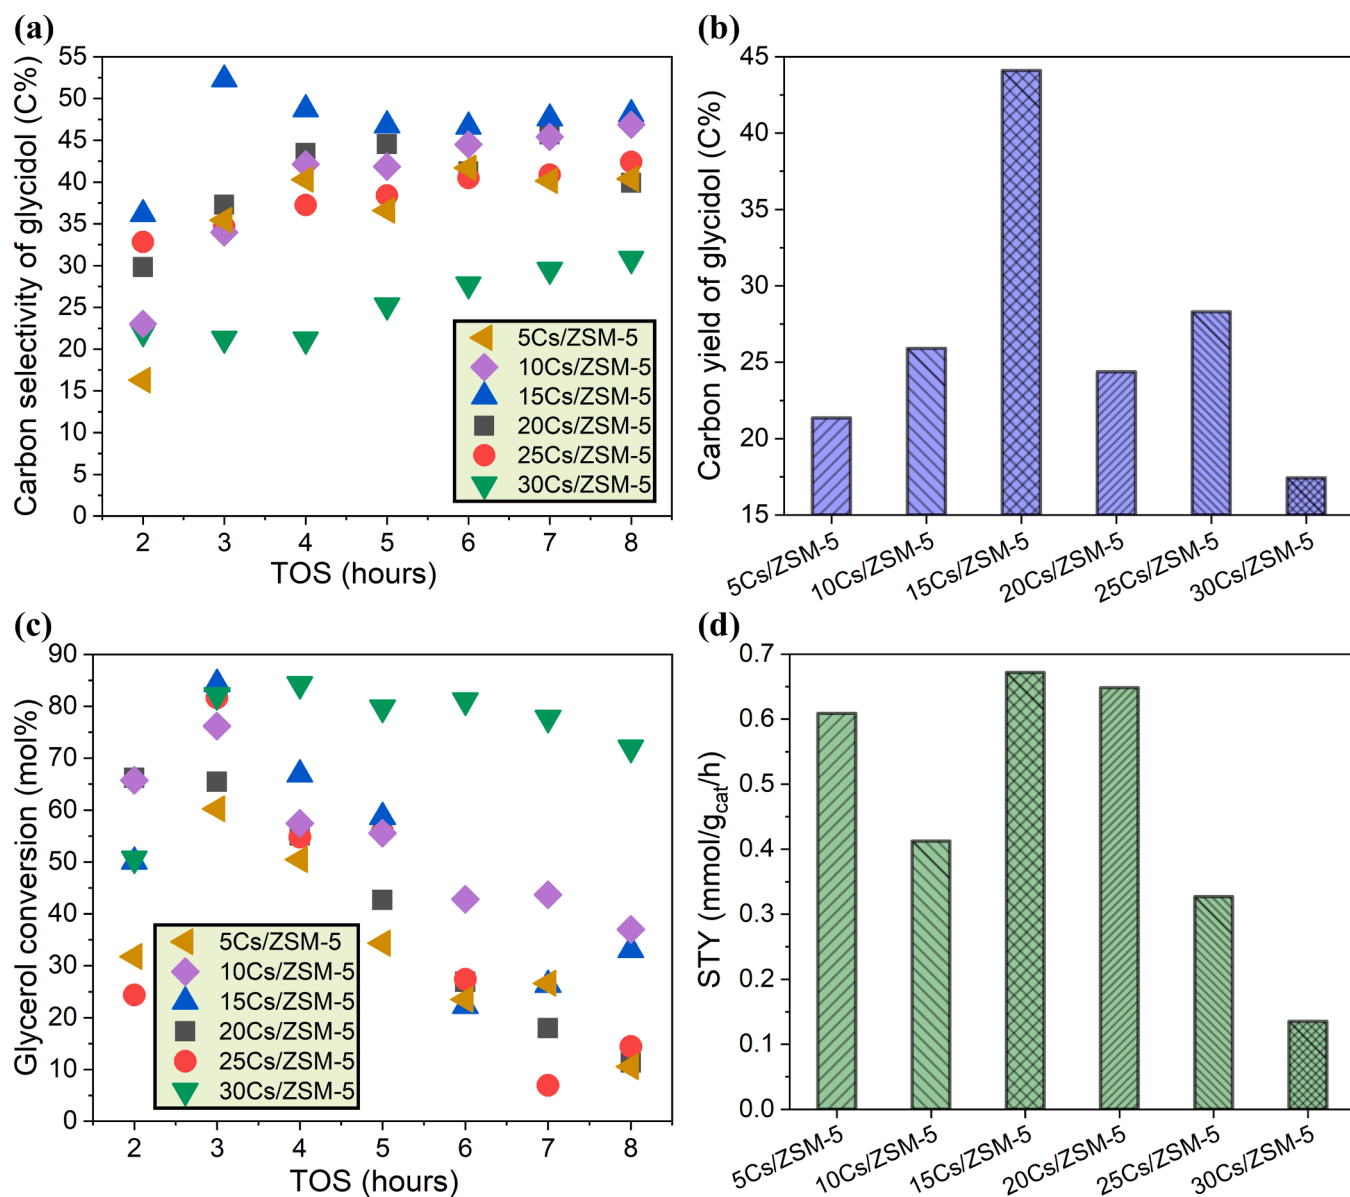 (a)
Carbon selectivity of glycidol (C%)
55
50
45
40
35
30
25
20
15
10
5
0
5Cs/ZSM-5
10Cs/ZSM-5
15Cs/ZSM-5
20Cs/ZSM-5
25Cs/ZSM-5
30Cs/ZSM-5
2 3 4 5 6 7 8
TOS (hours)
(b)
Carbon yield of glycidol (C%)
45
40
35
30
25
20
15
5Cs/ZSM-5
10Cs/ZSM-5
15Cs/ZSM-5
20Cs/ZSM-5
25Cs/ZSM-5
30Cs/ZSM-5
(c)
Glycerol conversion (mol%)
90
80
70
60
50
40
30
20
10
0
5Cs/ZSM-5
10Cs/ZSM-5
15Cs/ZSM-5
20Cs/ZSM-5
25Cs/ZSM-5
30Cs/ZSM-5
2 3 4 5 6 7 8
TOS (hours)
(d)
STY (mmol/g_cat/h)
0.7
0.6
0.5
0.4
0.3
0.2
0.1
0.0
5Cs/ZSM-5
10Cs/ZSM-5
15Cs/ZSM-5
20Cs/ZSM-5
25Cs/ZSM-5
30Cs/ZSM-5